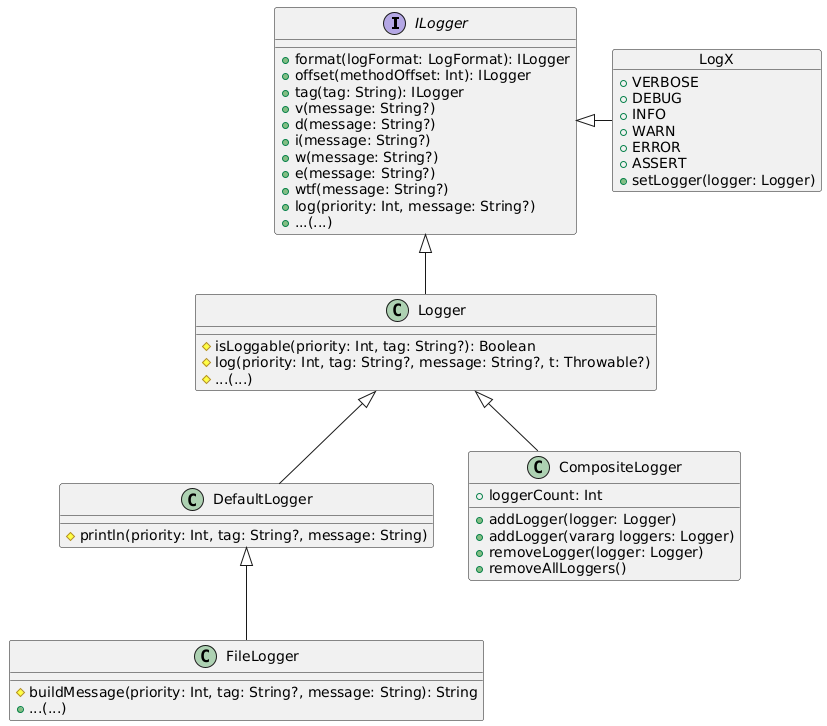 I ILogger
format(logFormat: LogFormat): ILogger
offset(methodOffset: Int): ILogger
tag(tag: String): ILogger
v(message: String?)
d(message: String?)
i(message: String?)
w(message: String?)
e(message: String?)
wtf(message: String?)
log(priority: Int, message: String?)
...(...)
LogX
VERBOSE
DEBUG
INFO
WARN
ERROR
ASSERT
setLogger(logger: Logger)
C Logger
isLoggable(priority: Int, tag: String?): Boolean
log(priority: Int, tag: String?, message: String?, t: Throwable?)
...(...)
C DefaultLogger
println(priority: Int, tag: String?, message: String)
C CompositeLogger
loggerCount: Int
addLogger(logger: Logger)
addLogger(vararg loggers: Logger)
removeLogger(logger: Logger)
removeAllLoggers()
C FileLogger
buildMessage(priority: Int, tag: String?, message: String): String
...(...)